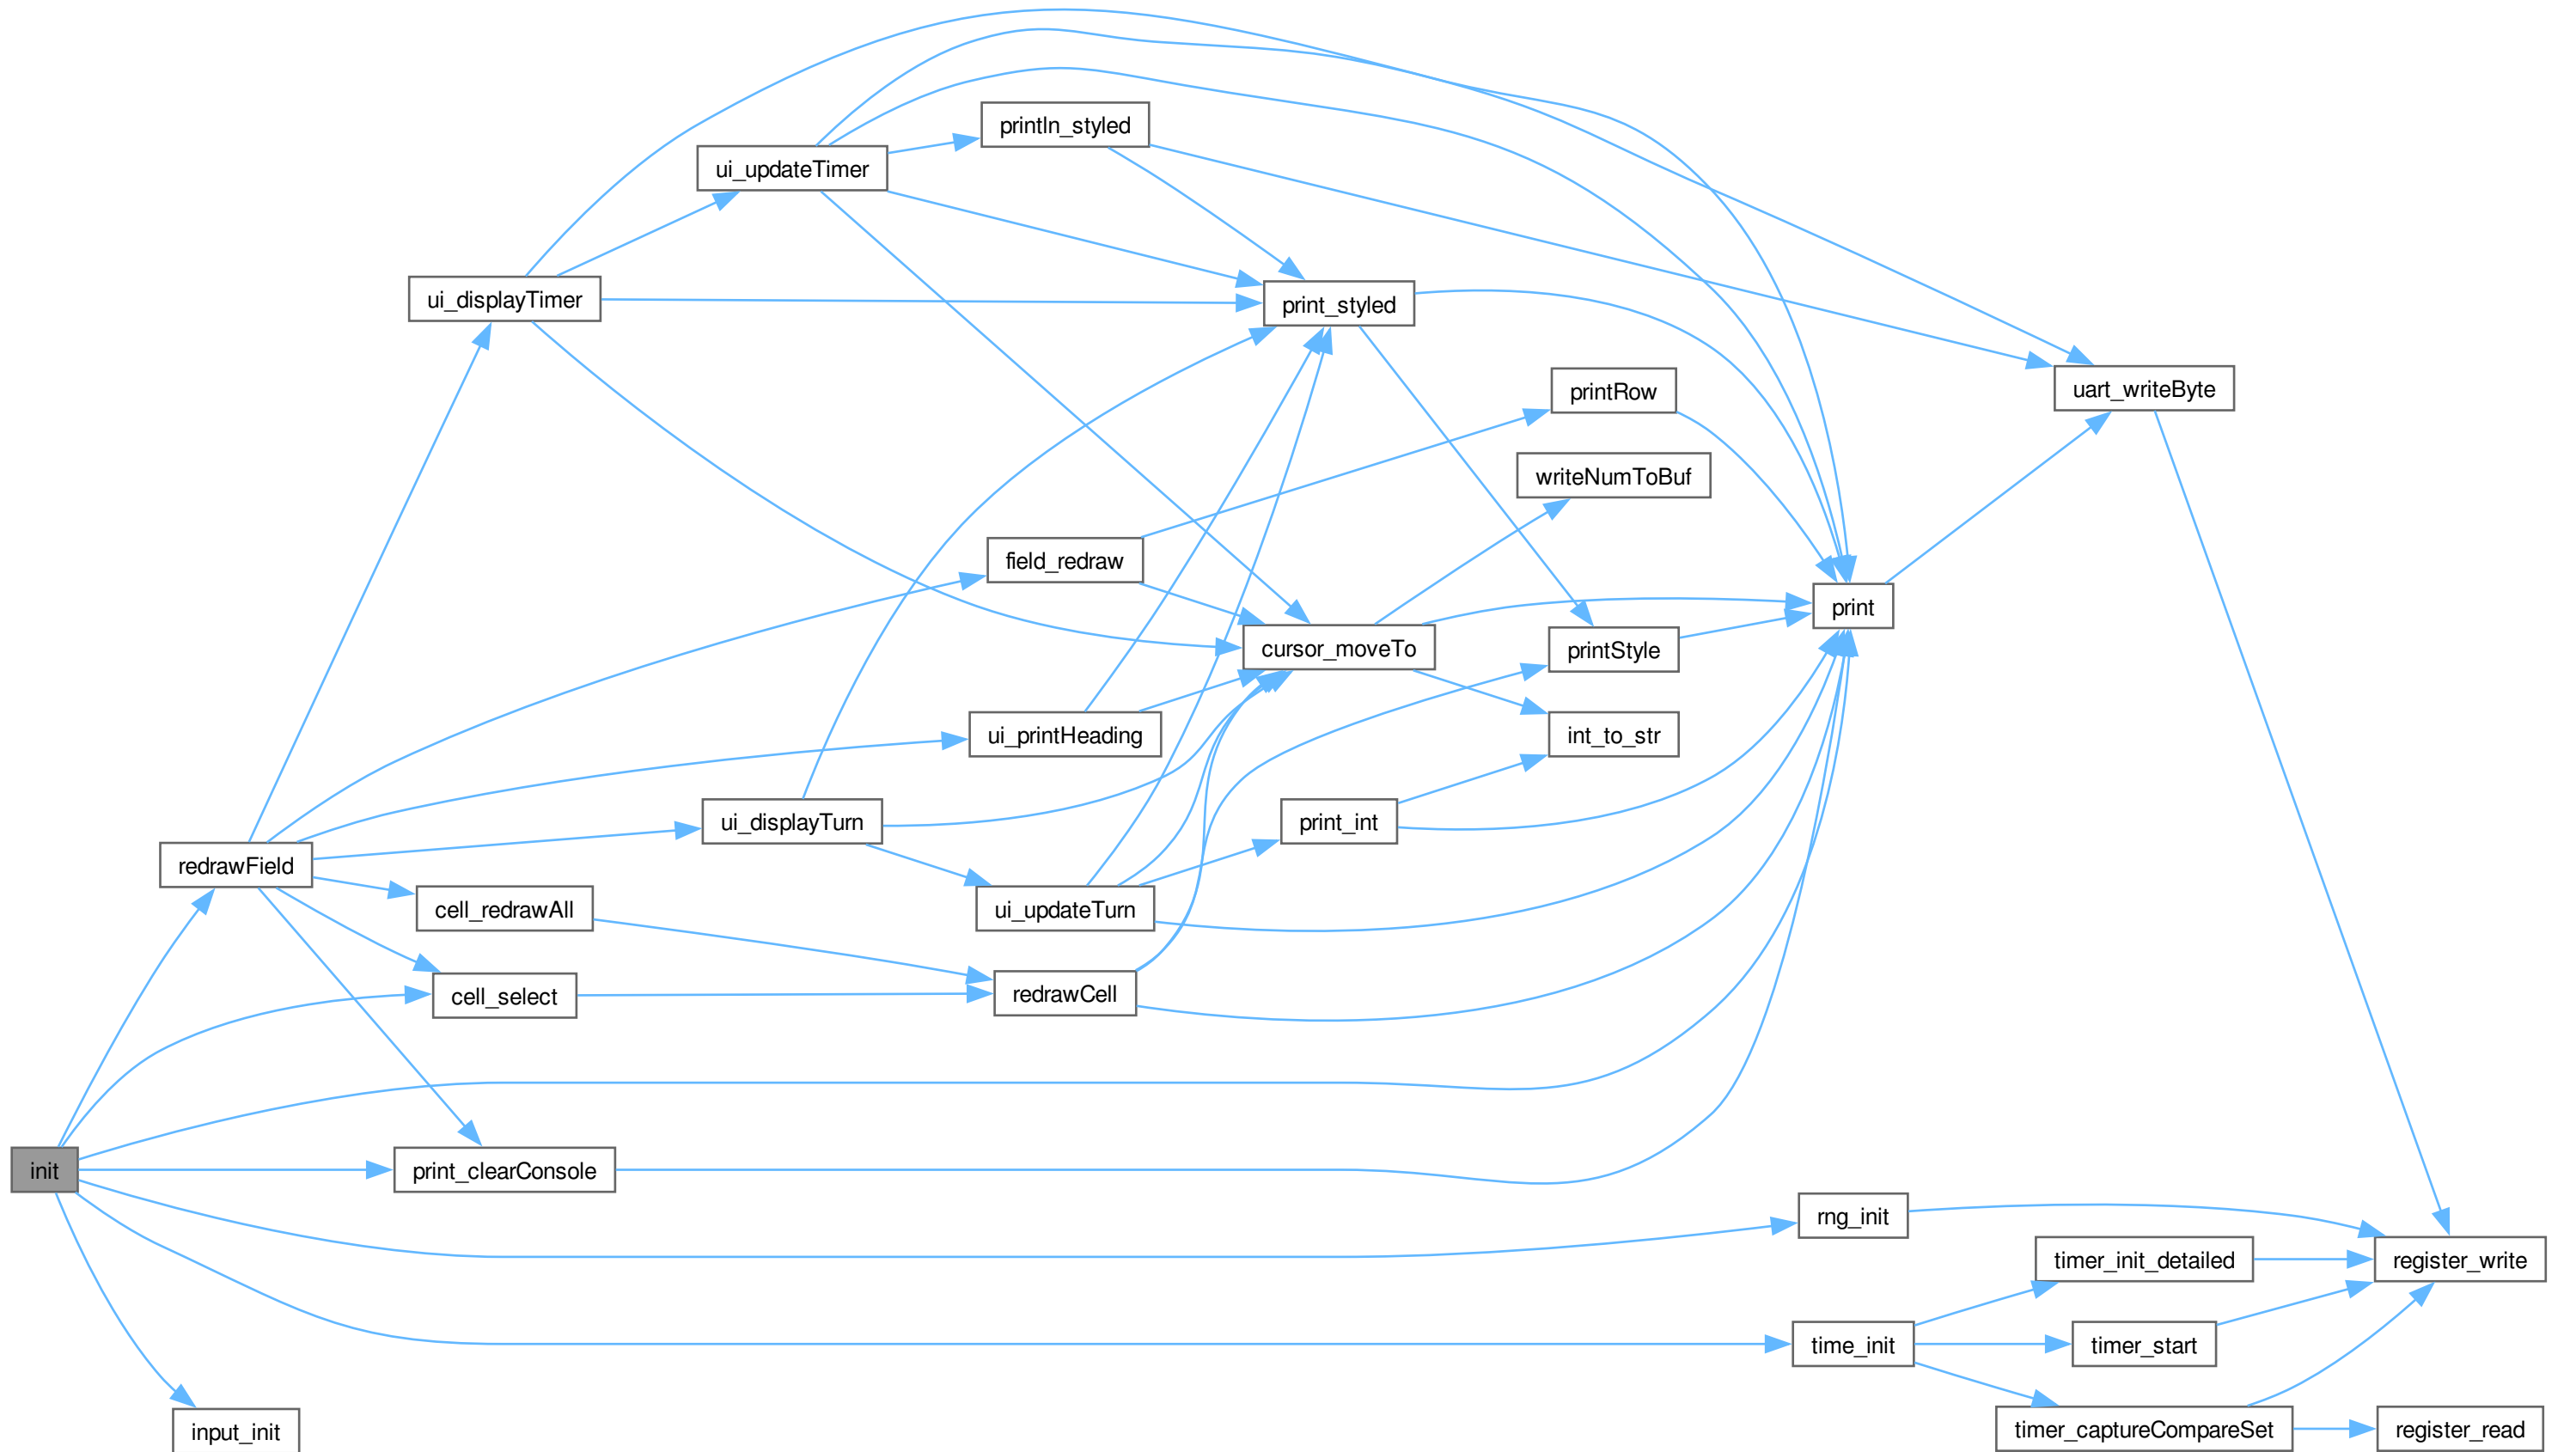 println_styled
ui_updateTimer
ui_displayTimer
print_styled
printRow
uart_writeByte
writeNumToBuf
field_redraw
print
cursor_moveTo
printStyle
ui_printHeading
int_to_str
ui_displayTurn
print_int
redrawField
cell_redrawAll
ui_updateTurn
cell_select
redrawCell
init
print_clearConsole
rng_init
timer_init_detailed
register_write
time_init
timer_start
input_init
timer_captureCompareSet
register_read